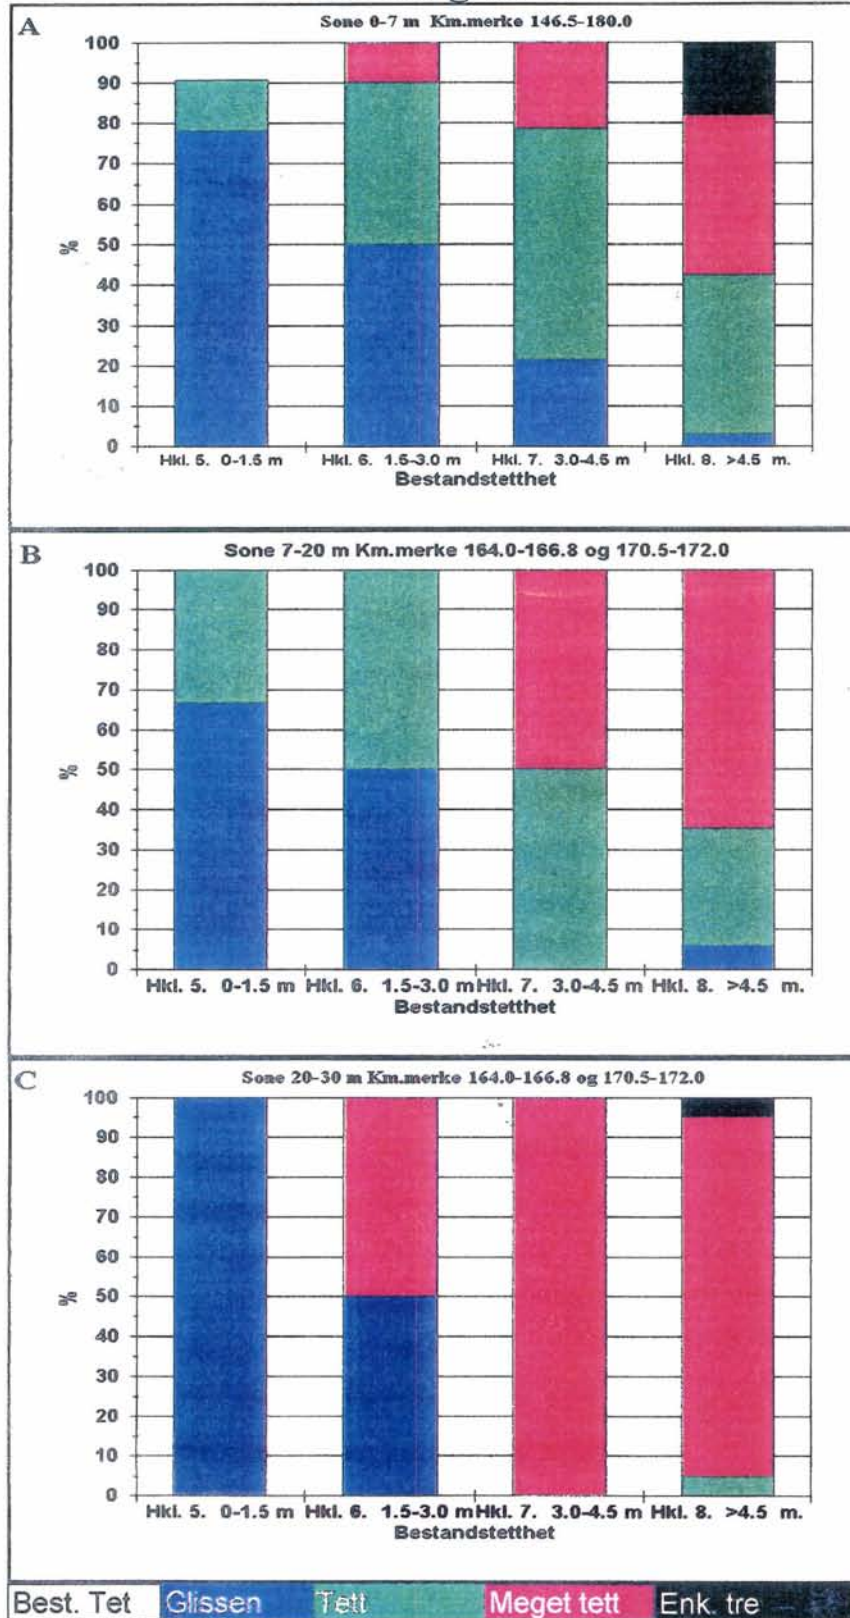 A
Sone 0-7 m Km.merke 146.5-180.0
100
90
80
70
60
50
40
30
20
10
0
%
Hkl. 5. 0-1.5 m Hkl. 6. 1.5-3.0 m Hkl. 7. 3.0-4.5 m Hkl. 8. >4.5 m.
Bestandstetthet
B
Sone 7-20 m Km.merke 164.0-166.8 og 170.5-172.0
100
90
80
70
60
50
40
30
20
10
0
%
Hkl. 5. 0-1.5 m Hkl. 6. 1.5-3.0 m Hkl. 7. 3.0-4.5 m Hkl. 8. >4.5 m.
Bestandstetthet
C
Sone 20-30 m Km.merke 164.0-166.8 og 170.5-172.0
100
90
80
70
60
50
40
30
20
10
0
%
Hkl. 5. 0-1.5 m Hkl. 6. 1.5-3.0 m Hkl. 7. 3.0-4.5 m Hkl. 8. >4.5 m.
Bestandstetthet
Best. Tet Glissen Tett Meget tett Enk. tre